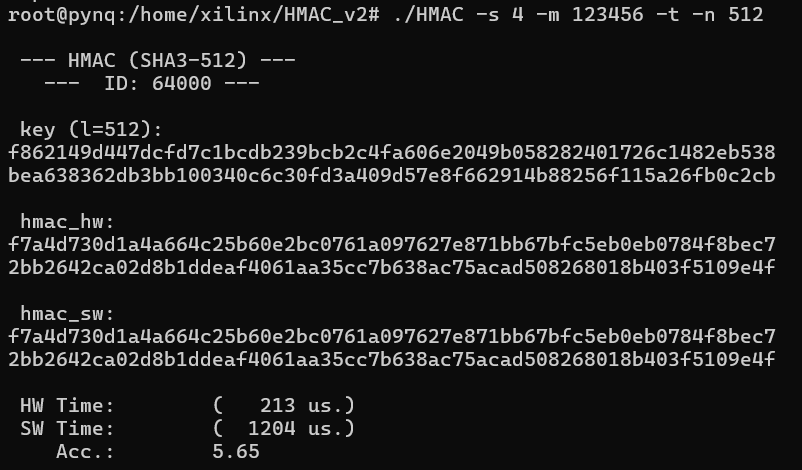 root@pynq:/home/xilinx/HMAC_v2# ./HMAC -s 4 -m 123456 -t -n 512
--- HMAC (SHA3-512) ---
--- ID: 64000 ---
key (l=512):
f862149d447dcfd7c1bcdb239bcb2c4fa606e2049b058282401726c1482eb538
bea638362db3bb100340c6c30fd3a409d57e8f662914b88256f115a26fb0c2cb
hmac_hw:
f7a4d730d1a4a664c25b60e2bc0761a097627e871bb67bfc5eb0eb0784f8bec7
2bb2642ca02d8b1ddeaf4061aa35cc7b638ac75acad508268018b403f5109e4f
hmac_sw:
f7a4d730d1a4a664c25b60e2bc0761a097627e871bb67bfc5eb0eb0784f8bec7
2bb2642ca02d8b1ddeaf4061aa35cc7b638ac75acad508268018b403f5109e4f
HW Time: ( 213 us.)
SW Time: ( 1204 us.)
Acc.: 5.65